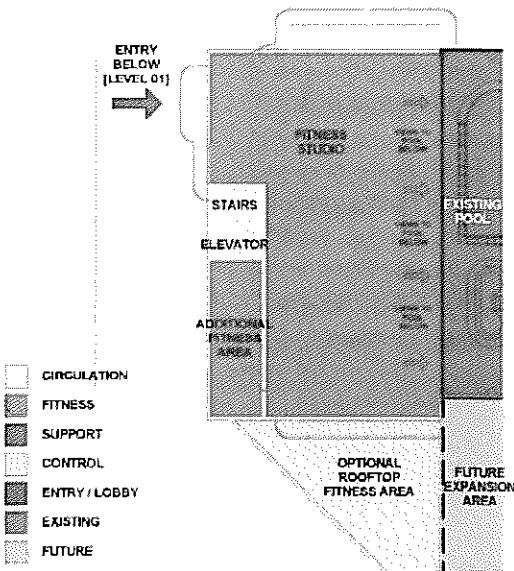 ENTRY
BELOW
[LEVEL 01]
FITNESS
STUDIO
STAIRS
EXISTING
POOL
ELEVATOR
ADDITIONAL
FITNESS
AREA
CIRCULATION
FITNESS
SUPPORT
CONTROL
ENTRY / LOBBY
EXISTING
FUTURE
OPTIONAL
ROOFTOP
FITNESS AREA
FUTURE
EXPANSION
AREA